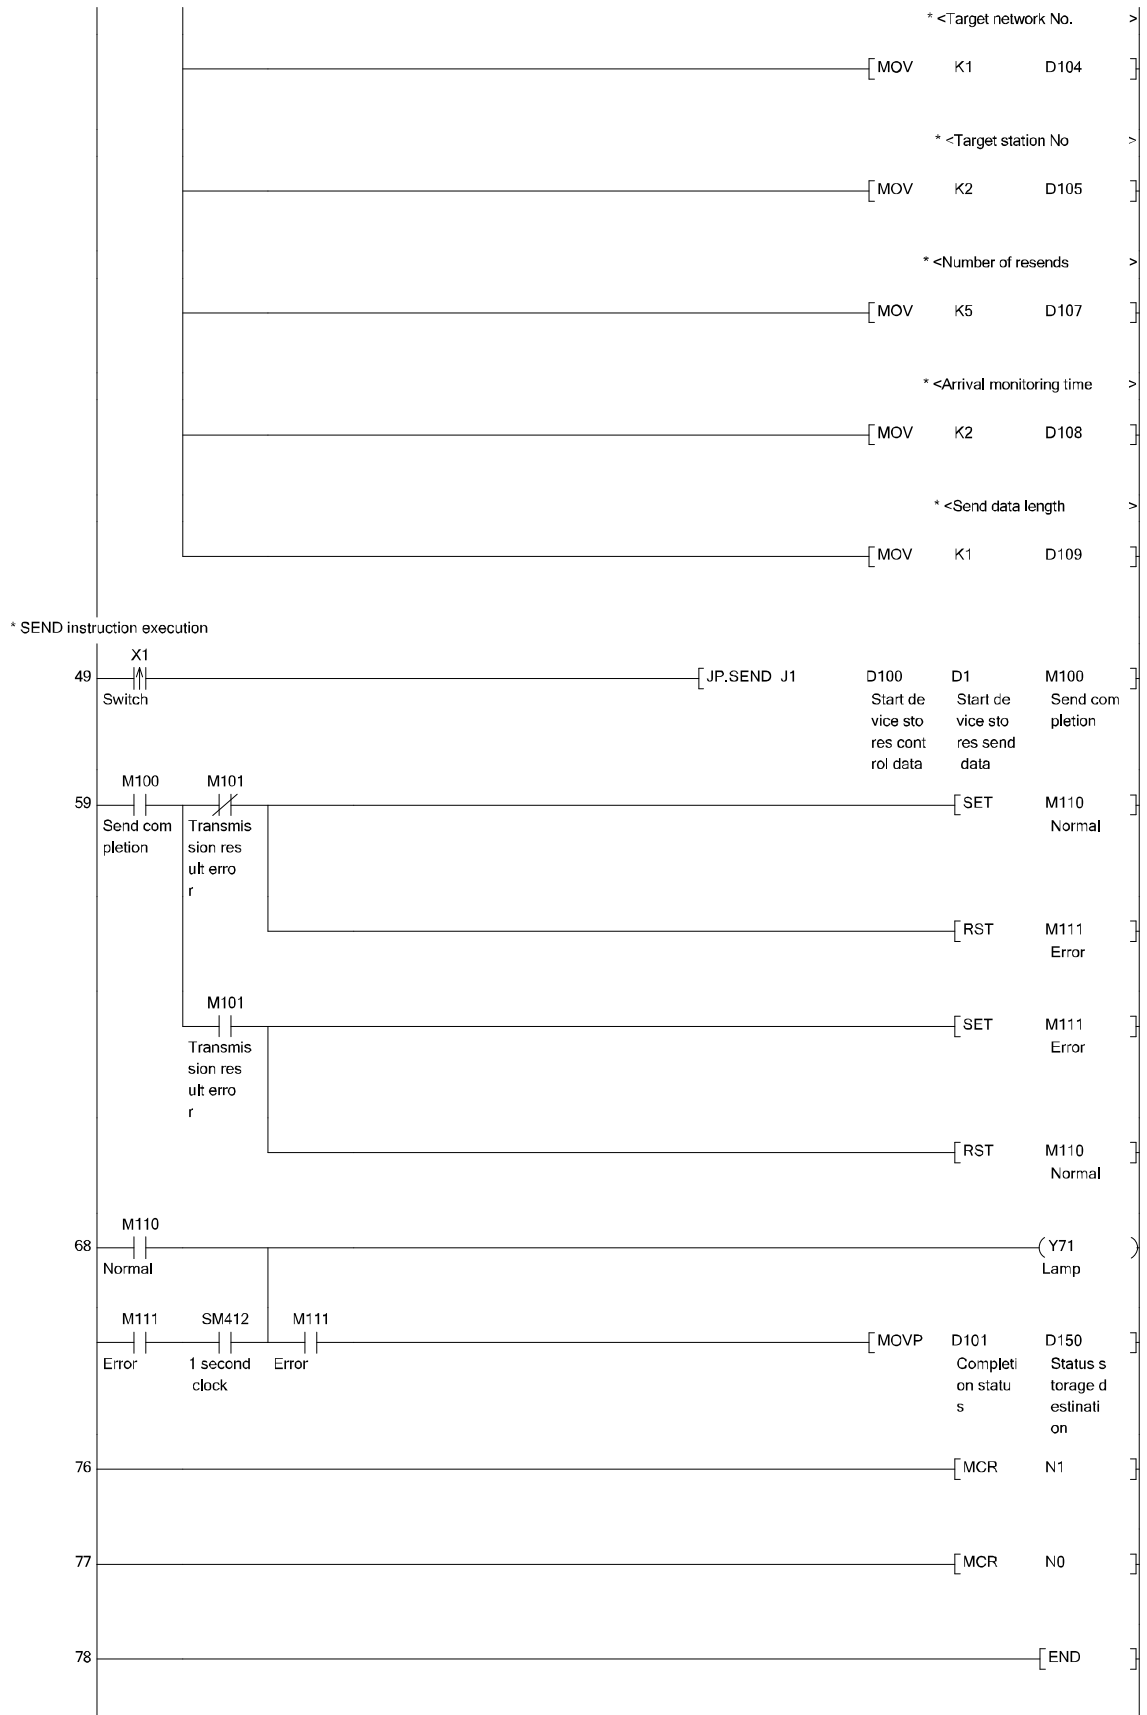 * <Target network No. >
MOV K1 D104
* <Target station No >
MOV K2 D105
* <Number of resends >
MOV K5 D107
* <Arrival monitoring time >
MOV K2 D108
* <Send data length >
MOV K1 D109
* SEND instruction execution
X1
49 JP.SEND J1 D100 D1 M100
Switch Start de Start de Send com
vice sto vice sto pletion
res cont res send
rol data data
M100 M101
59 SET M110
Send com Transmis Normal
pletion sion res
ult erro
r
RST M111
Error
M101
SET M111
Transmis Error
sion res
ult erro
r
RST M110
Normal
M110
68 Y71
Normal Lamp
M111 SM412 M111
MOVP D101 D150
Error 1 second Error Completi Status s
clock on statu torage d
s estinati
on
76 MCR N1
77 MCR N0
78 END